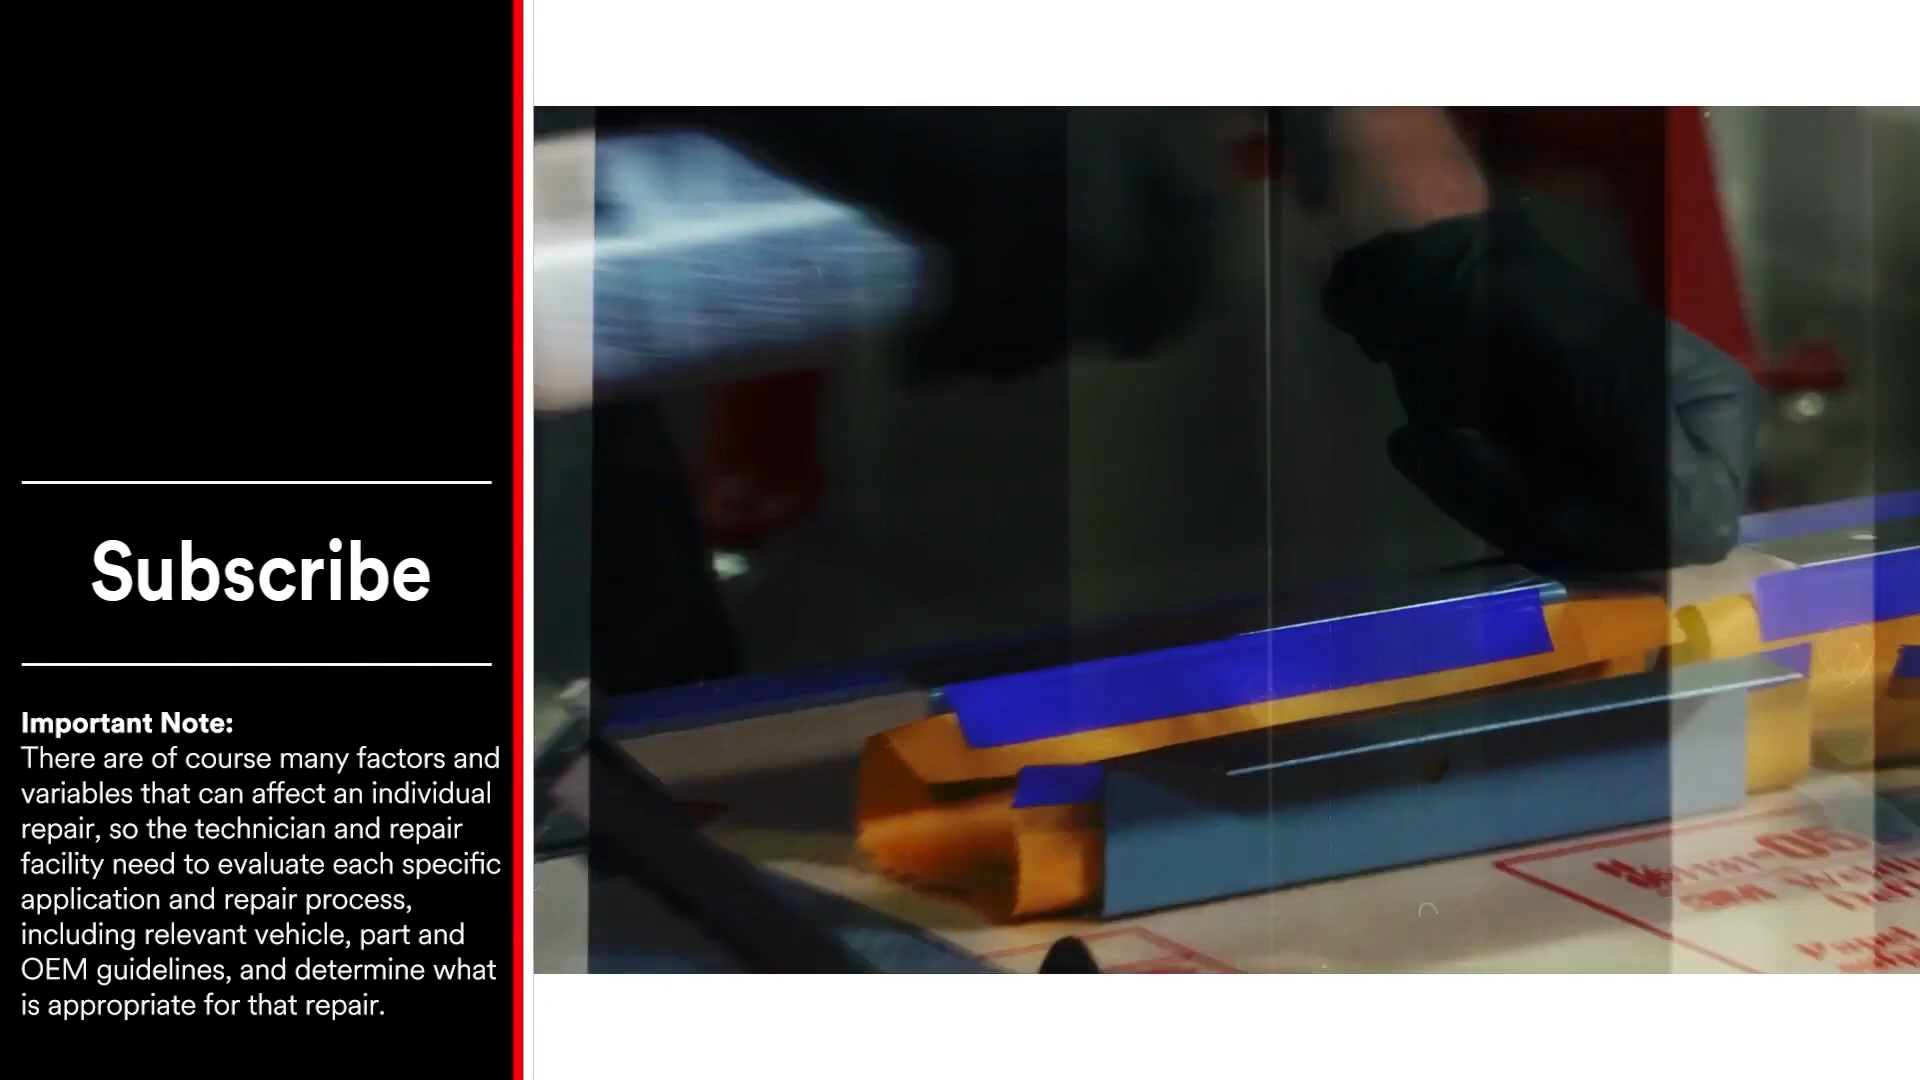 Subscribe
Important Note:
There are of course many factors and
variables that can affect an individual
repair, so the technician and repair
facility need to evaluate each specific
application and repair process,
including relevant vehicle, part and
OEM guidelines, and determine what
is appropriate for that repair.